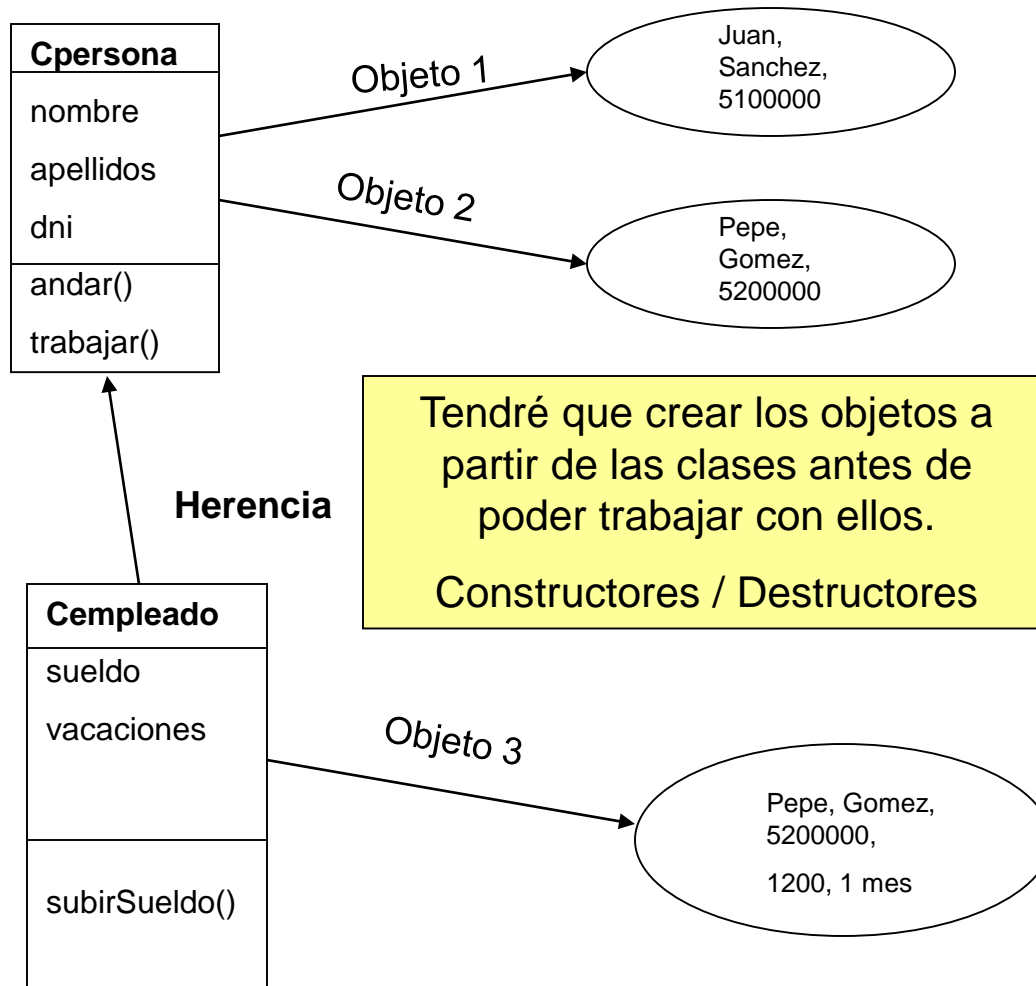 Cpersona
nombre
apellidos
dni
andar()
trabajar()
Objeto 1
Juan,
Sanchez,
5100000
Objeto 2
Pepe,
Gomez,
5200000
Herencia
Tendré que crear los objetos a
partir de las clases antes de
poder trabajar con ellos.
Constructores / Destructores
Cempleado
sueldo
vacaciones
subirSueldo()
Objeto 3
Pepe, Gomez,
5200000,
1200, 1 mes